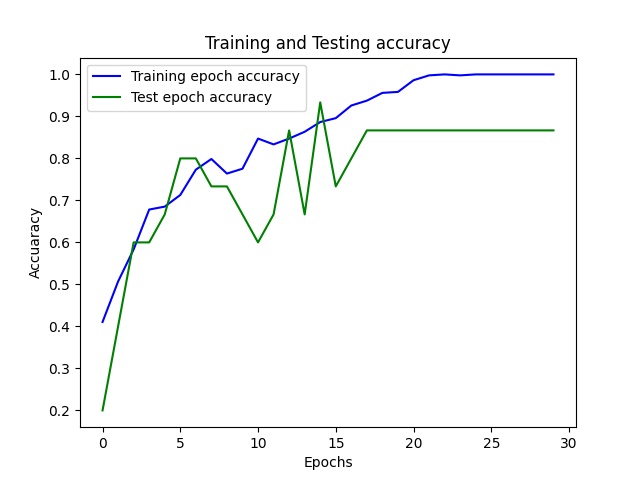 Training and Testing accuracy
Training epoch accuracy
Test epoch accuracy
1.0
0.9
0.8
0.7
0.6
0.5
0.4
0.3
0.2
Accuaracy
0 5 10 15 20 25 30
Epochs